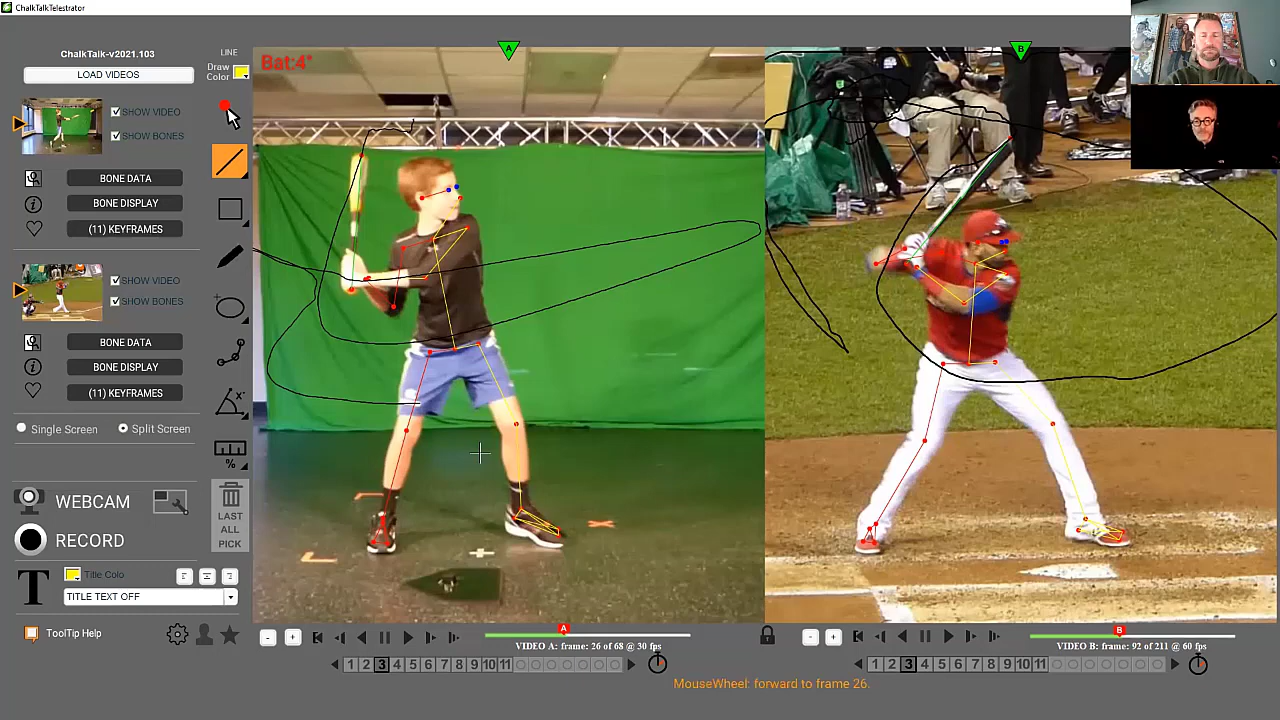 ChalkTalkTelestrator
ChalkTalk-v2021.103
LOAD VIDEOS
SHOW VIDEO
SHOW BONES
BONE DATA
BONE DISPLAY
(11) KEYFRAMES
SHOW VIDEO
SHOW BONES
BONE DATA
BONE DISPLAY
(11) KEYFRAMES
Single Screen
Split Screen
WEBCAM
RECORD
T
Title Colo
TITLE TEXT OFF
ToolTip Help
LINE
Draw
Color
X°
%
LAST
ALL
PICK
A
Bat:4°
B
- +
A
VIDEO A: frame: 26 of 68 @ 30 fps
1 2 3 4 5 6 7 8 9 10 11
- +
B
VIDEO B: frame: 92 of 211 @ 60 fps
1 2 3 4 5 6 7 8 9 10 11
MouseWheel: forward to frame 26.